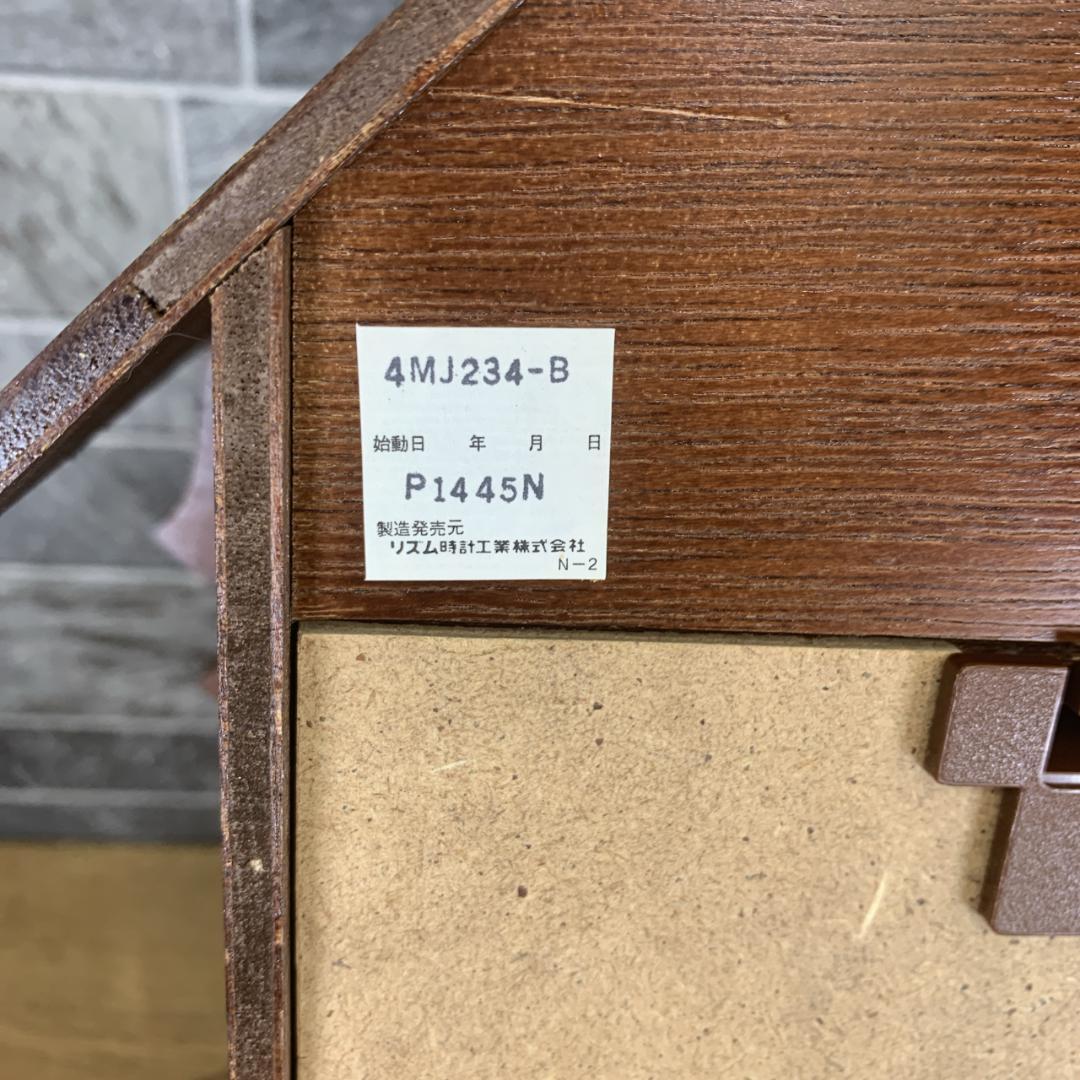 4MJ234-B
始動日 年 月 日
P1445N
製造発売元
リズム時計工業株式会社
N-2